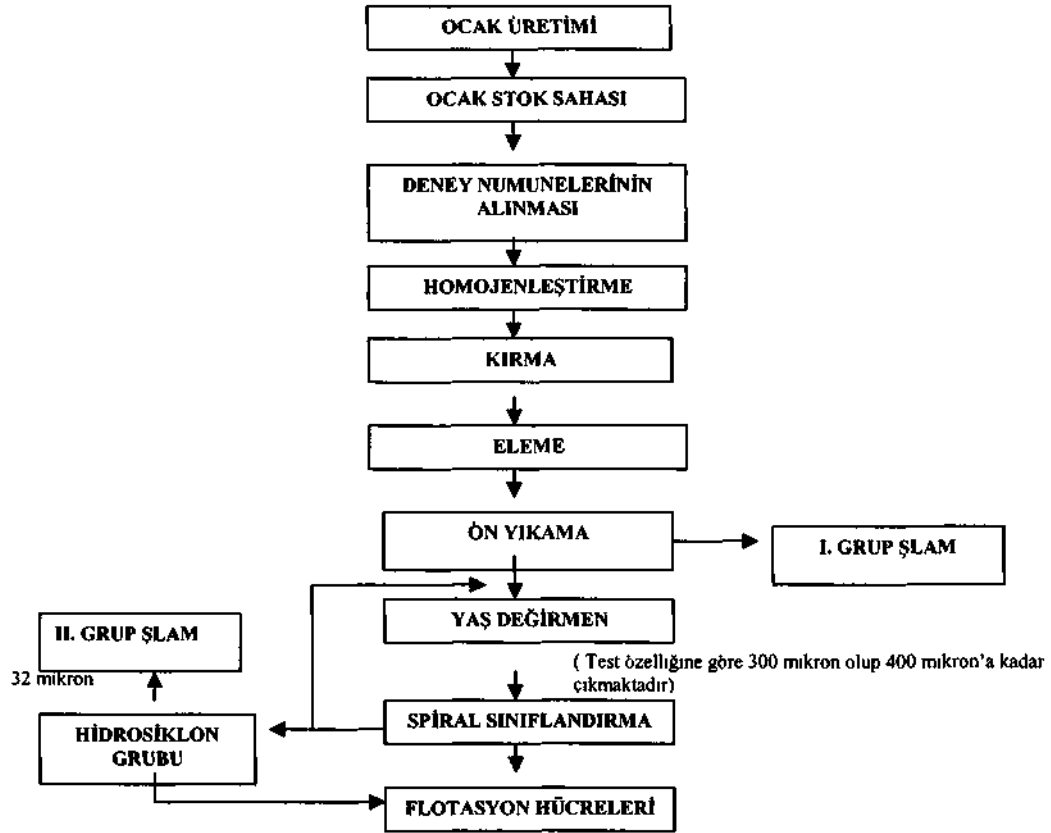 OCAK ÜRETİMİ
OCAK STOK SAHASI
DENEY NUMUNELERİNİN
ALINMASI
HOMOJENLEŞTİRME
KIRMA
ELEME
ÖN YIKAMA
I. GRUP ŞLAM
YAŞ DEĞİRMEN
II. GRUP ŞLAM
32 mikron
( Test özelliğine göre 300 mikron olup 400 mikron'a kadar
çıkmaktadır)
SPİRAL SINIFLANDIRMA
HİDROSİKLON
GRUBU
FLOTASYON HÜCRELERİ